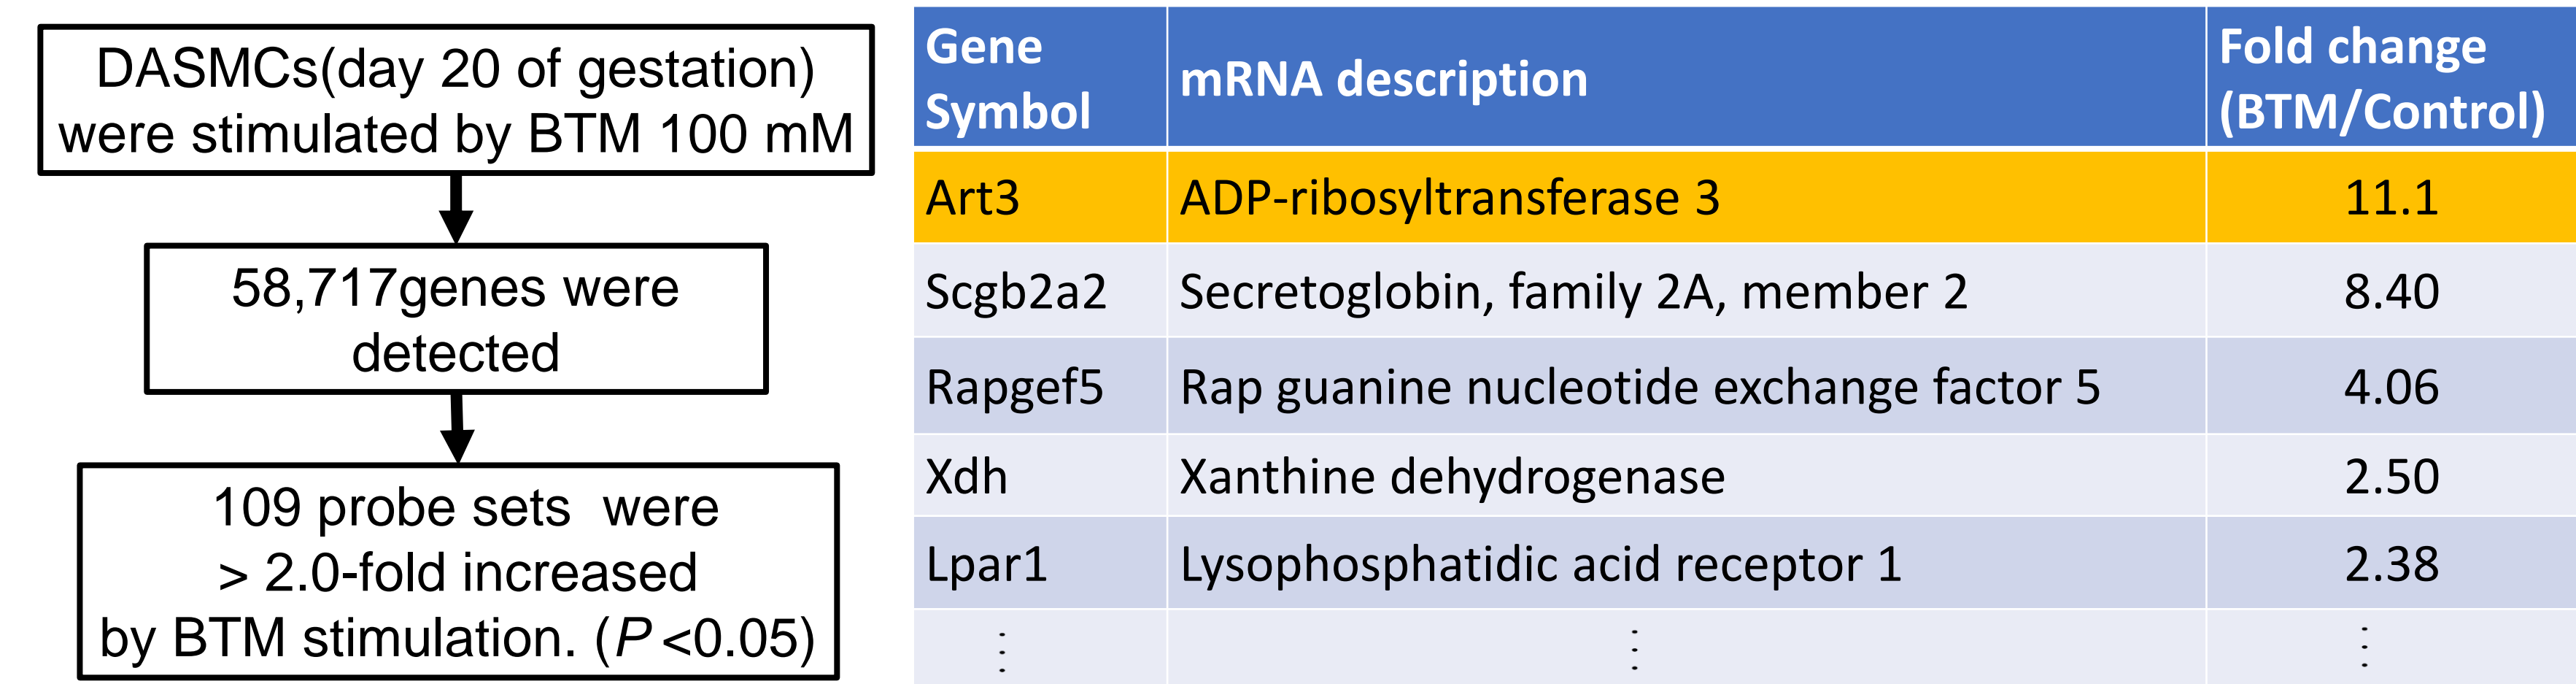 DASMCs(day 20 of gestation)
were stimulated by BTM 100 mM
58,717genes were
detected
109 probe sets  were
> 2.0-fold increased
by BTM stimulation. (P <0.05)
Gene Symbol	mRNA description	Fold change (BTM/Control)
Art3	ADP-ribosyltransferase 3	11.1
Scgb2a2	Secretoglobin, family 2A, member 2	8.40
Rapgef5	Rap guanine nucleotide exchange factor 5	4.06
Xdh	Xanthine dehydrogenase	2.50
Lpar1	Lysophosphatidic acid receptor 1	2.38
⋮	⋮	⋮